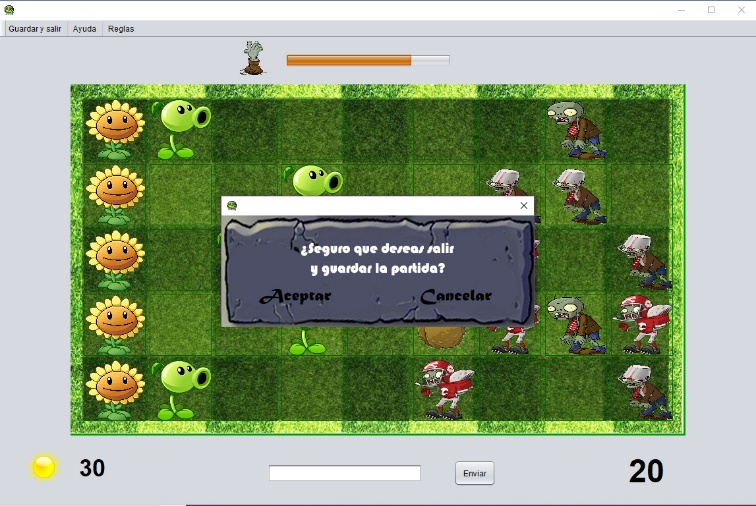 Guardar y salir Ayuda Reglas
¿Seguro que deseas salir
y guardar la partida?
Aceptar Cancelar
30 Enviar 20